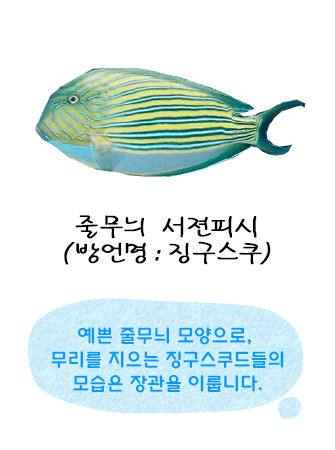 줄무늬 서젼피시
(방언명 : 징구스쿠)
예쁜 줄무늬 모양으로,
무리를 지으는 징구스쿠드들의
모습은 장관을 이룹니다.